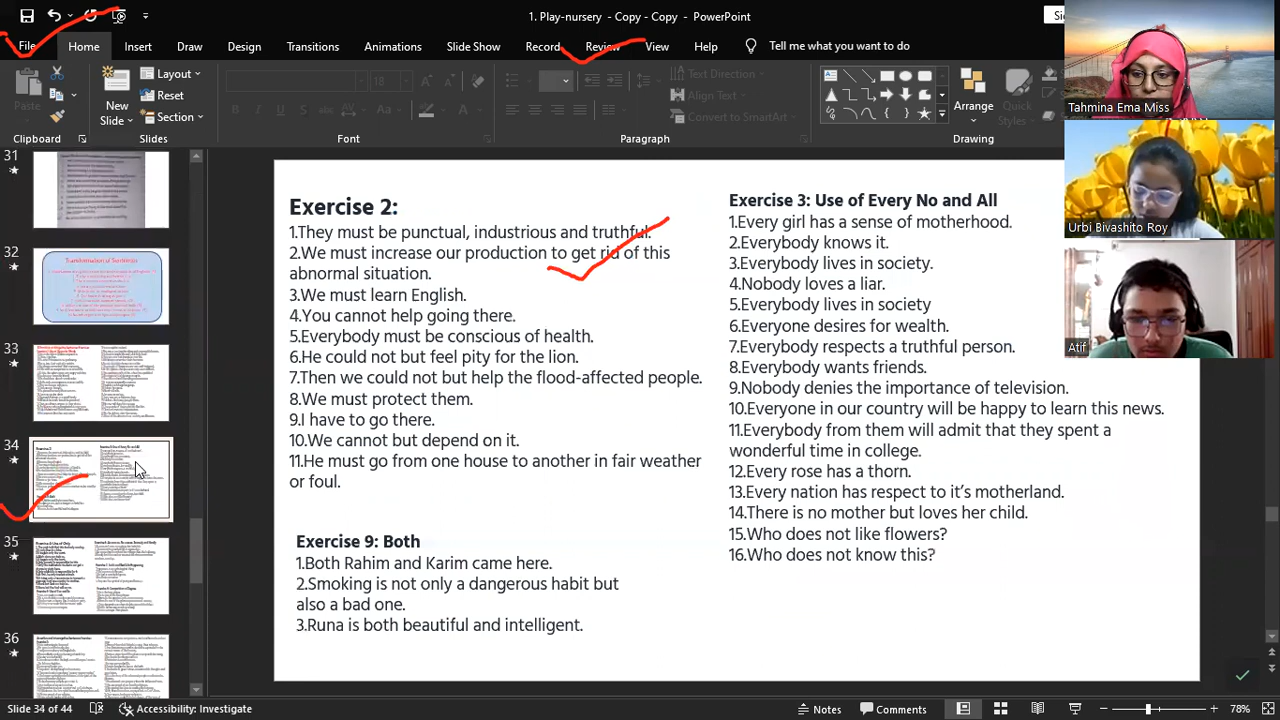 1. Play-nursery - Copy - Copy - PowerPoint
File Home Insert Draw Design Transitions Animations Slide Show Record Review View Help Tell me what you want to do
Paste
New
Slide
Layout
Reset
Section
18
Text Direction
Align Text
Convert to SmartArt
Arrange
Quick
Styles
Clipboard Slides Font Paragraph Drawing
Tahmina Ema Miss
Urbi Bivashito Roy
Atif
31
32
Transformation of Sentences
33
34
35
36
Exercise 2:
1.They must be punctual, industrious and truthful.
2.We must increase our production to get rid of this
abnormal situation.
3.We must learn English.
4.You cannot help going there.
5.Everybody must be conscious of health.
6.He could not but feel pity for the lion.
7.Then we could not but help the flood-affected people.
8.We must protect them.
9.I have to go there.
10.We cannot but depend on it.
11.He must go from one house to another in fair weather
or foul.
Exercise 9: Both
1.Both Rahim and Karim were here.
2.Smoking is not only a dangerous habit but
also a bad one.
3.Runa is both beautiful and intelligent.
Exercise 3: Use of Every No and All
1.Every girl has a sense of motherhood.
2.Everybody knows it.
3.Everybody lives in society.
4.Nobody loves a liar.
5.Everybody lives in society.
6.Everyone desires for wealth.
7.Everybody respects a truthfull person.
8.Everybody wants friends.
9.Nobody denies the importance of television.
10.Everyone in our country will be happy to learn this news.
11.Everybody from them will admit that they spent a
wonderful time in college.
12.Every rose has a thorn.
13.Every nation has respect to it's motherland.
14.There is no mother but loves her child.
15.Who does not like flowers?
16.Who does not know this?
Slide 34 of 44 Accessibility: Investigate Notes Comments 78%